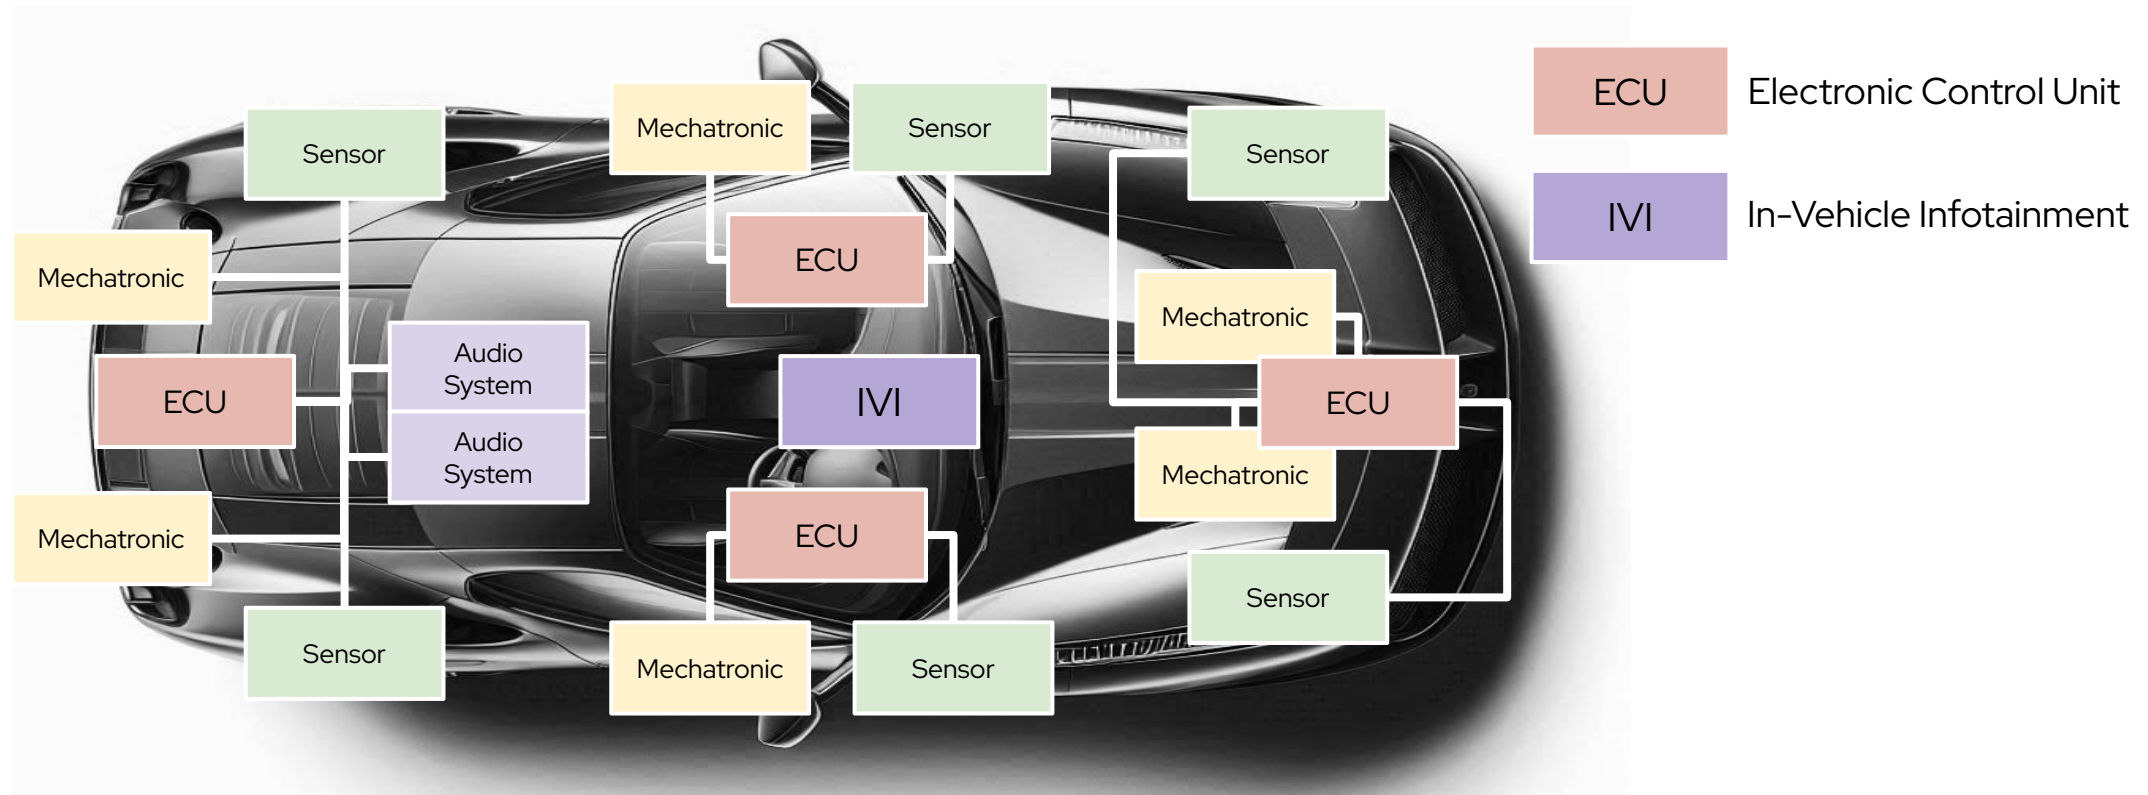 Mechatronic
Sensor
Sensor
Sensor
ECU
Mechatronic
Mechatronic
Audio
System
ECU
IVI
ECU
Audio
System
Mechatronic
Mechatronic
ECU
Sensor
Sensor
Mechatronic
Sensor
ECU
Electronic Control Unit
IVI
In-Vehicle Infotainment